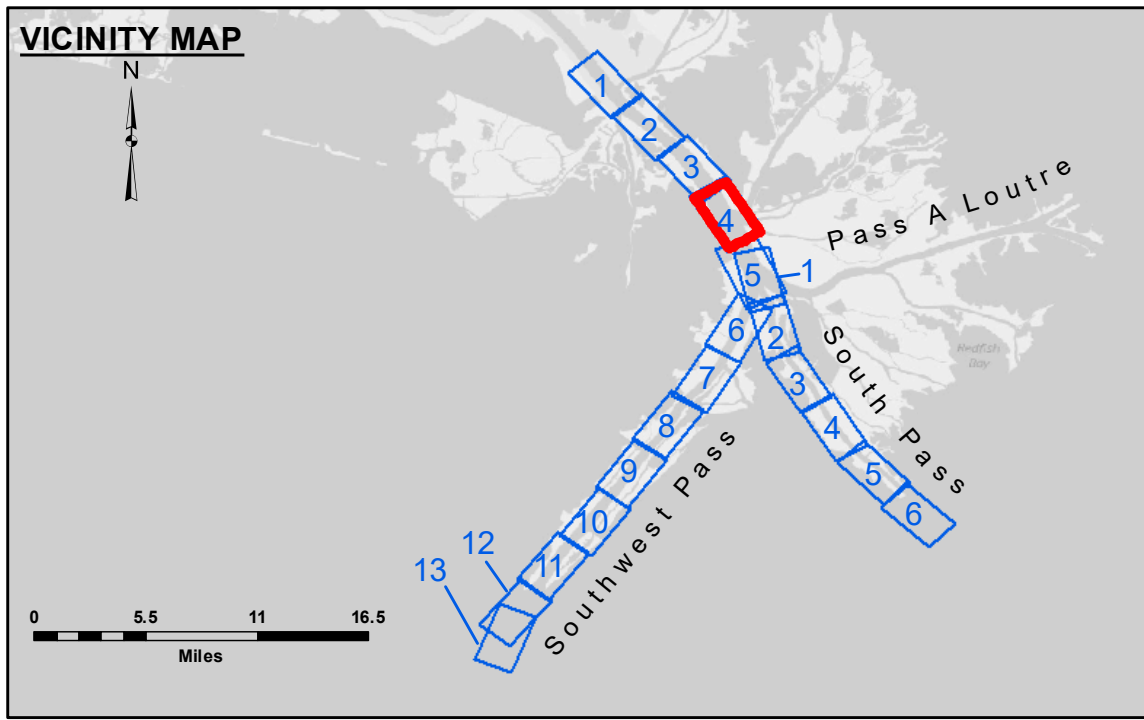 VICINITY MAP
N
1
2
3
4
5
1
6
2
7
3
8
4
9
5
10
6
11
12
13
Pass A Loutre
South Pass
Redfish
Bay
Southwest Pass
0 5.5 11 16.5
Miles